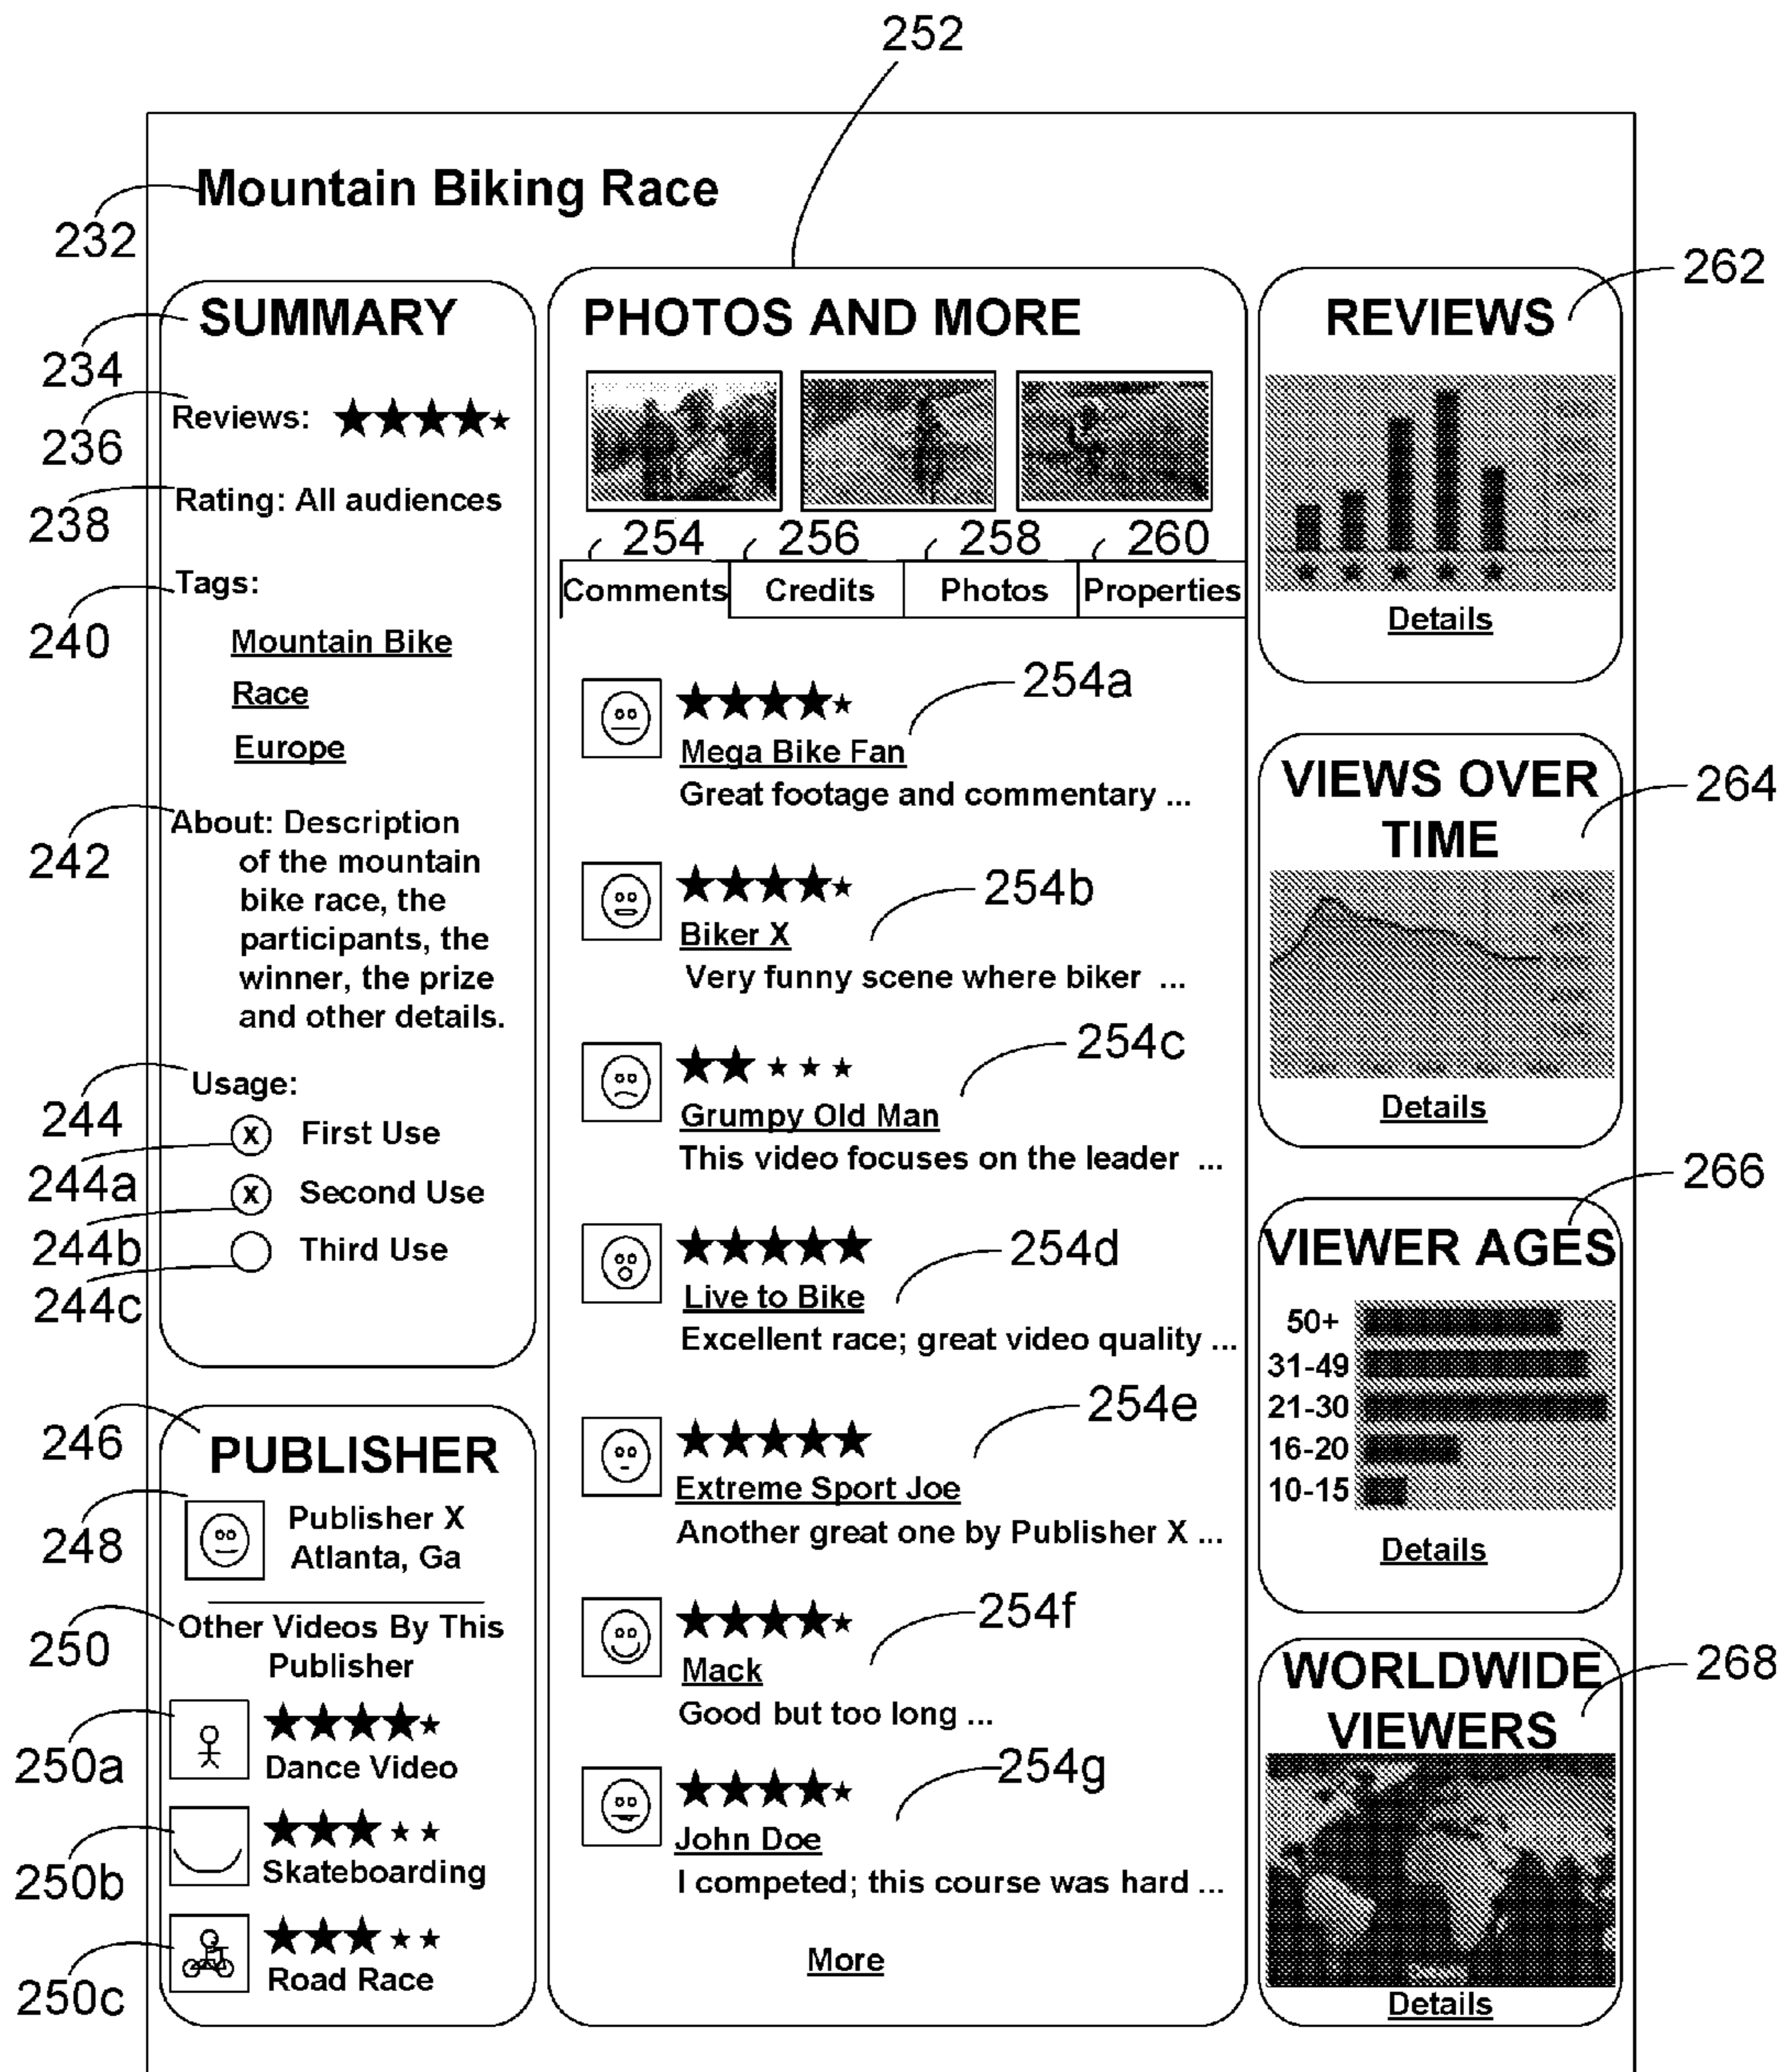 252
Mountain Biking Race
232
SUMMARY
234
Reviews:
236
Rating: All audiences
238
Tags:
240
Mountain Bike
Race
Europe
About: Description
242
of the mountain
bike race, the
participants, the
winner, the prize
and other details.
Usage:
244
First Use
X
244a
Second Use
X
244b
Third Use
244c
246
PUBLISHER
248
Publisher X
Atlanta, Ga
250
Other Videos By This
Publisher
250a
Dance Video
250b
Skateboarding
250c
Road Race
PHOTOS AND MORE
254 256 258 260
Comments Credits Photos Properties
254a
Mega Bike Fan
Great footage and commentary ...
254b
Biker X
Very funny scene where biker ...
254c
Grumpy Old Man
This video focuses on the leader ...
254d
Live to Bike
Excellent race; great video quality ...
254e
Extreme Sport Joe
Another great one by Publisher X ...
254f
Mack
Good but too long ...
254g
John Doe
I competed; this course was hard ...
More
262
REVIEWS
Details
VIEWS OVER
TIME
264
Details
266
VIEWER AGES
50+
31-49
21-30
16-20
10-15
Details
WORLDWIDE
VIEWERS
268
Details